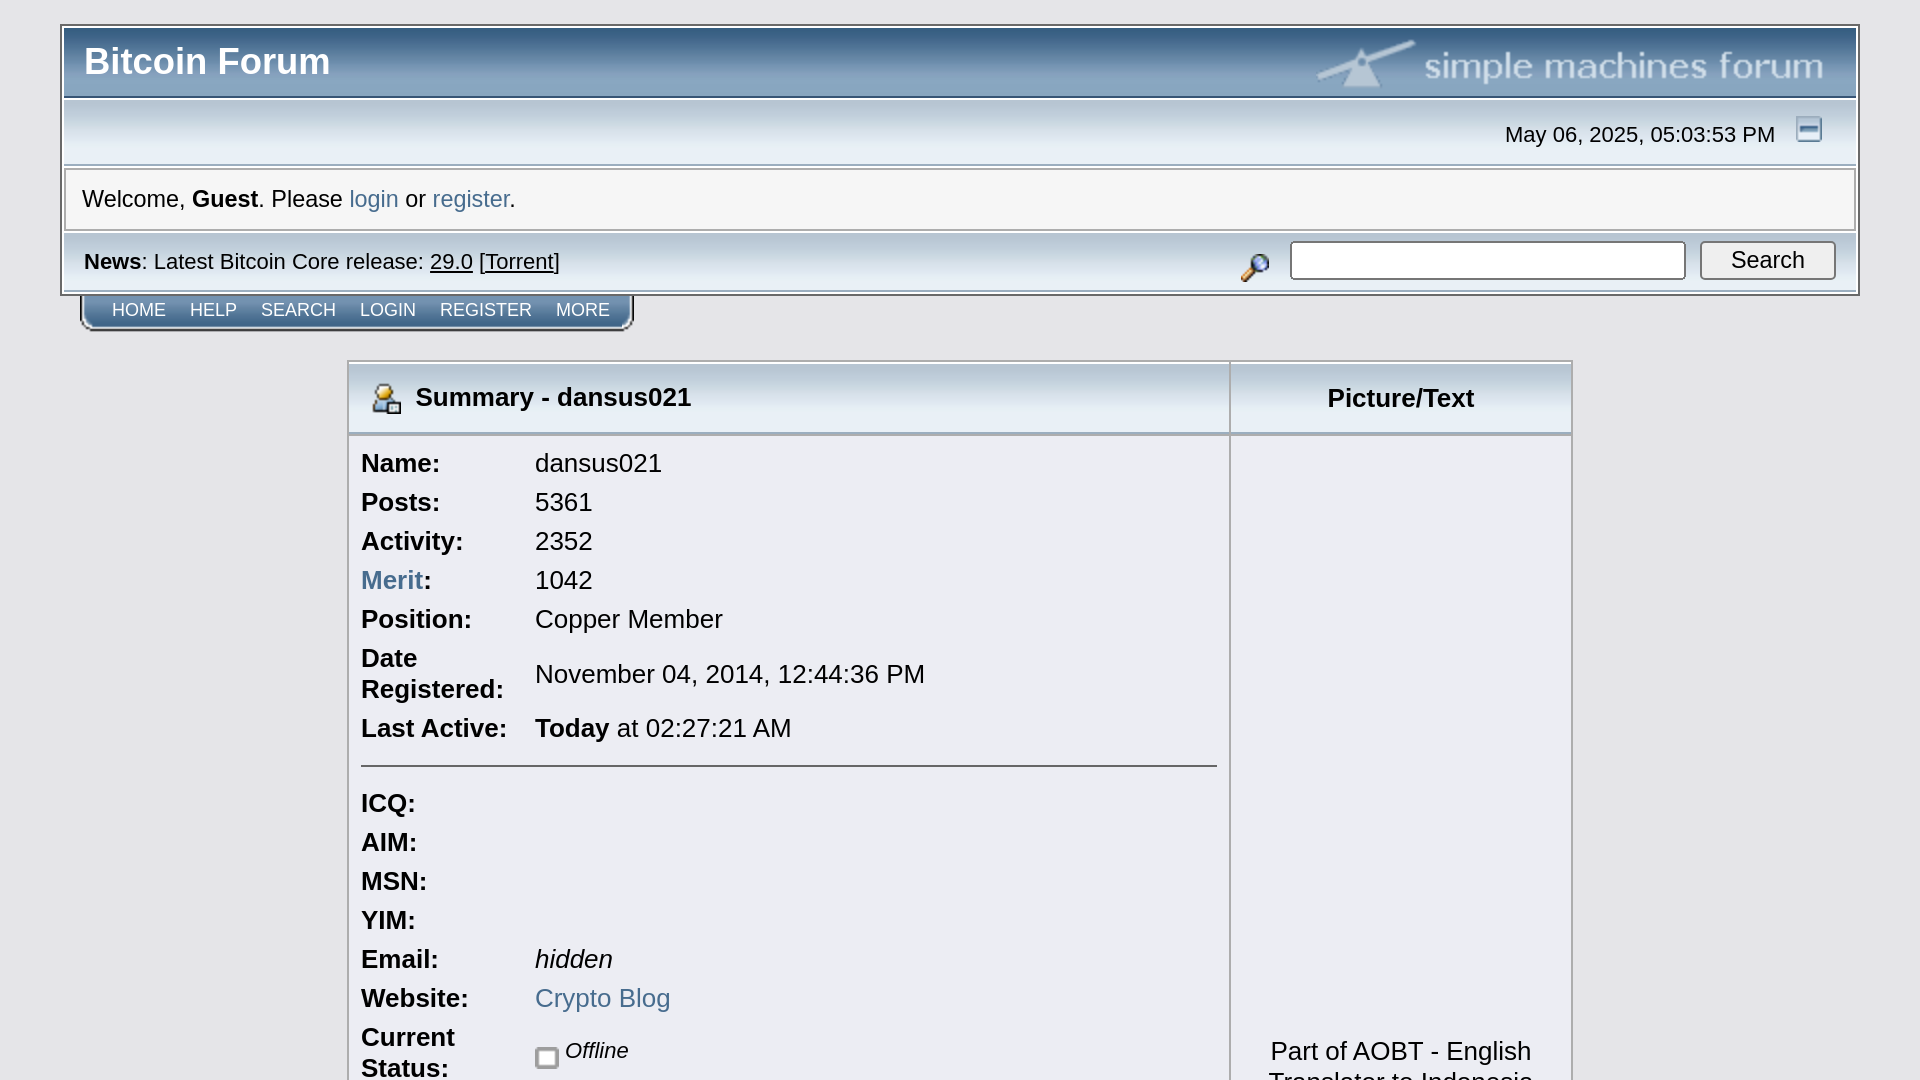 Bitcoin Forum
simple machines forum
May 06, 2025, 05:03:53 PM
Welcome, Guest. Please login or register.
News: Latest Bitcoin Core release: 29.0 [Torrent]
Search
HOME HELP SEARCH LOGIN REGISTER MORE
Summary - dansus021
Picture/Text
Name: dansus021
Posts: 5361
Activity: 2352
Merit: 1042
Position: Copper Member
Date
Registered: November 04, 2014, 12:44:36 PM
Last Active: Today at 02:27:21 AM
ICQ:
AIM:
MSN:
YIM:
Email: hidden
Website: Crypto Blog
Current
Status: Offline
Part of AOBT - English
Translator to Indonesia